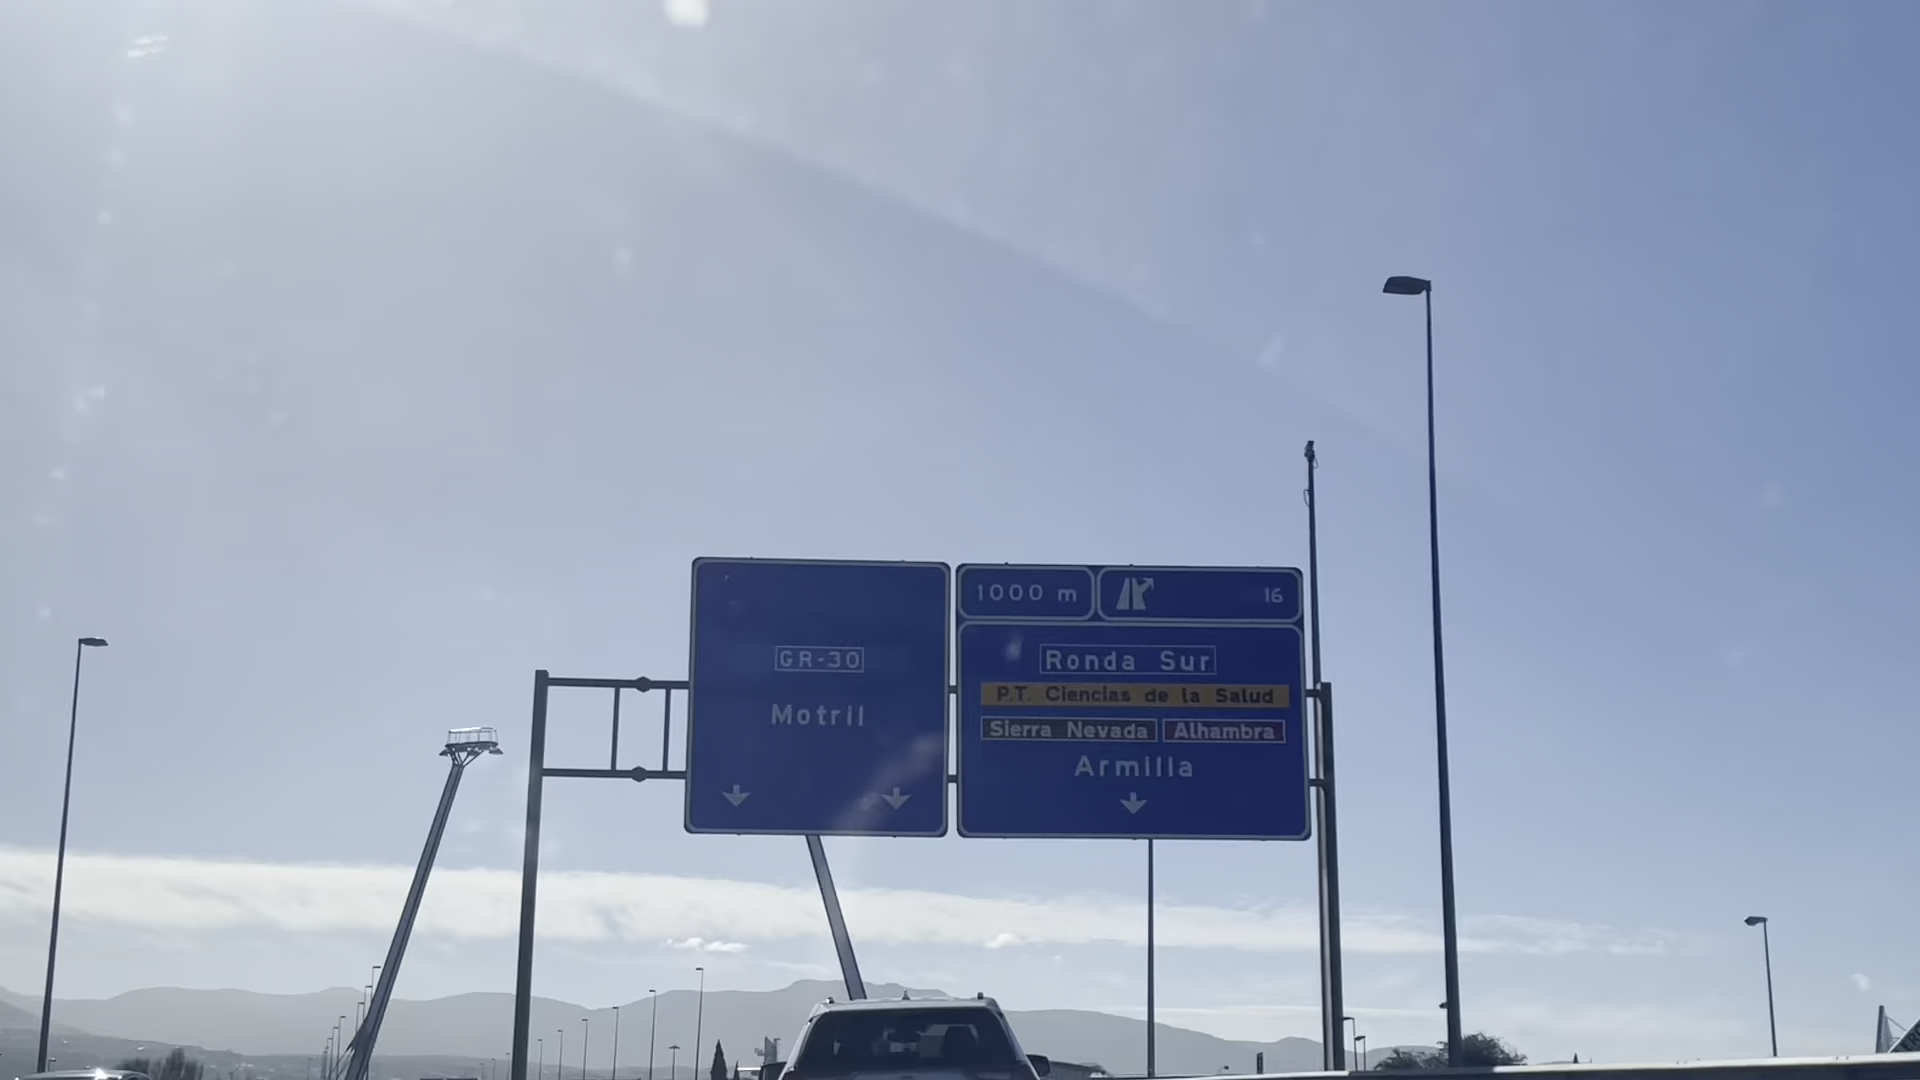 GR-30
Motril
1000 m 16
Ronda Sur
P.T. Ciencias de la Salud
Sierra Nevada Alhambra
Armilla